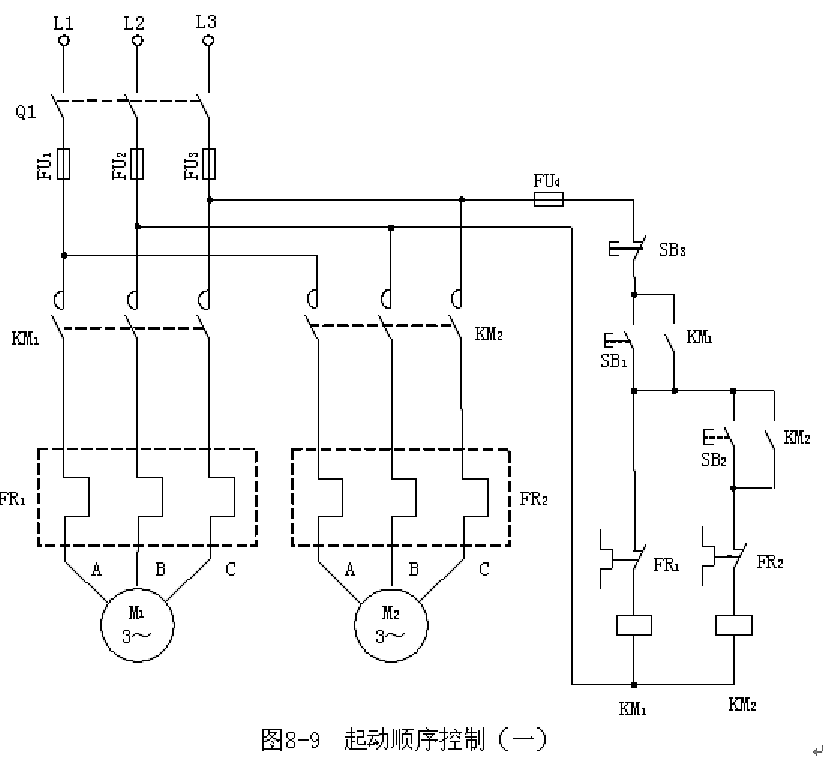 L1 L2 L3
Q1
FU₁ FU₂ FU₃
FU₄
SB₃
KM₁ KM₂
SB₁ KM₁
SB₂ KM₂
FR₁ FR₂
FR₁ FR₂
A B C A B C
M₁ 3～ M₂ 3～
KM₁ KM₂
图8-9 起动顺序控制（一）